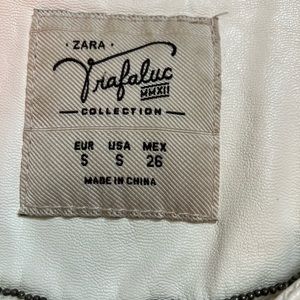 · ZARA ·
Trafaluc
MMXII
COLLECTION
EUR USA MEX
S S 26
MADE IN CHINA